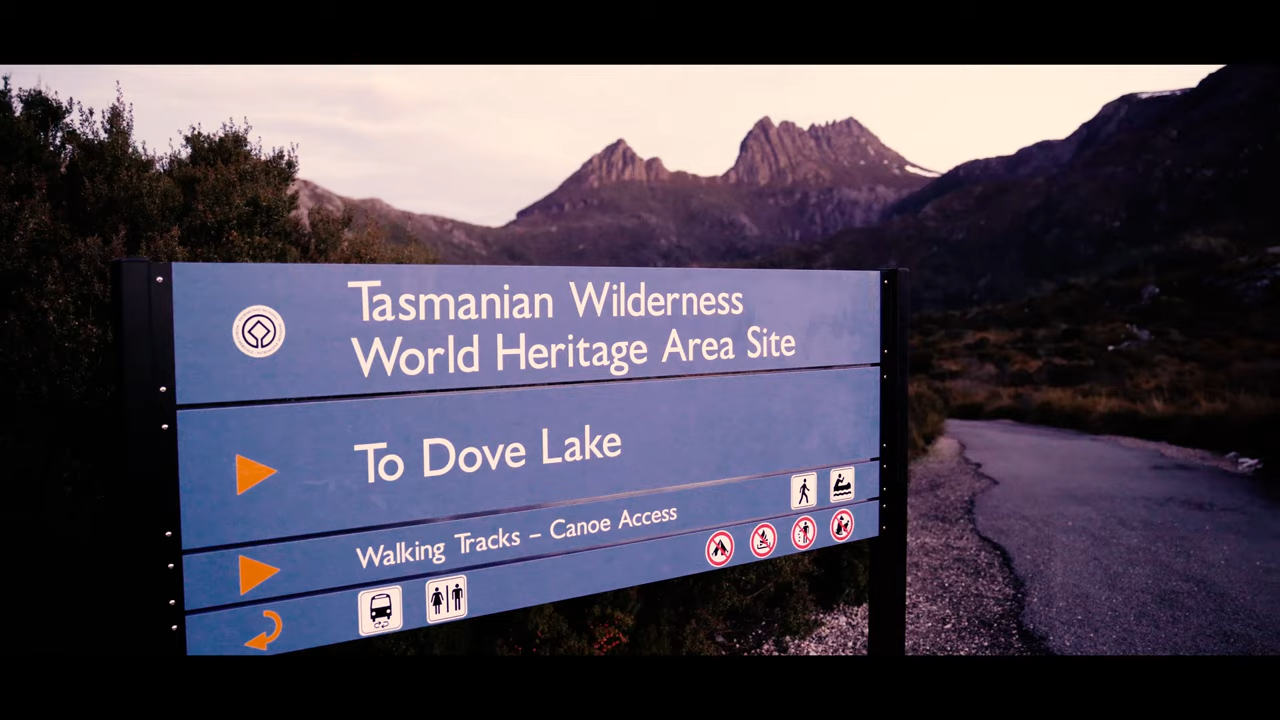 Tasmanian Wilderness
World Heritage Area Site
To Dove Lake
Walking Tracks – Canoe Access